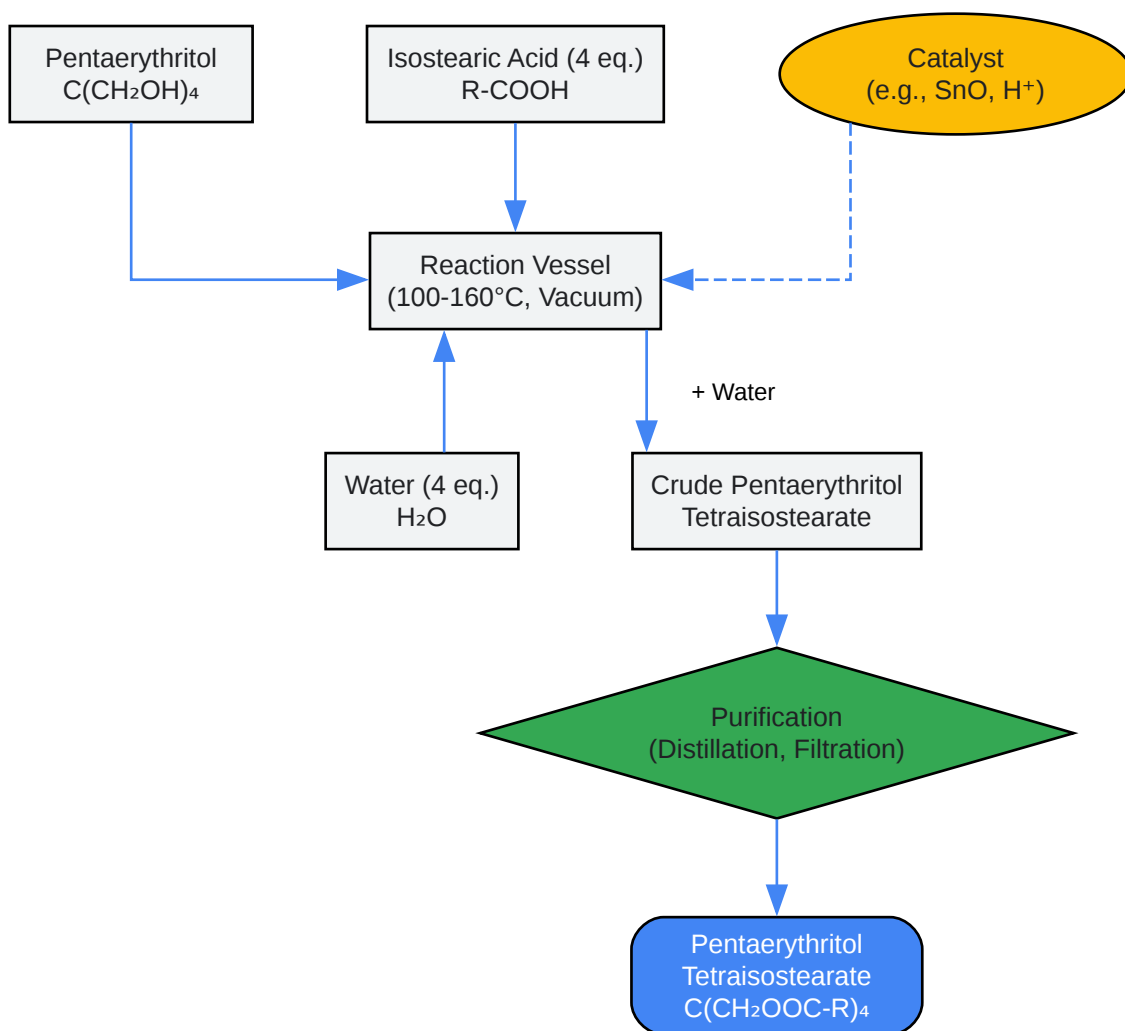 Pentaerythritol
C(CH₂OH)₄
Isostearic Acid (4 eq.)
R-COOH
Catalyst
(e.g., SnO, H⁺)
Reaction Vessel
(100-160°C, Vacuum)
+ Water
Water (4 eq.)
H₂O
Crude Pentaerythritol
Tetraisostearate
Purification
(Distillation, Filtration)
Pentaerythritol
Tetraisostearate
C(CH₂OOC-R)₄